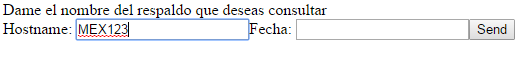 Dame el nombre del respaldo que deseas consultar
Hostname: MEX123 Fecha: Send